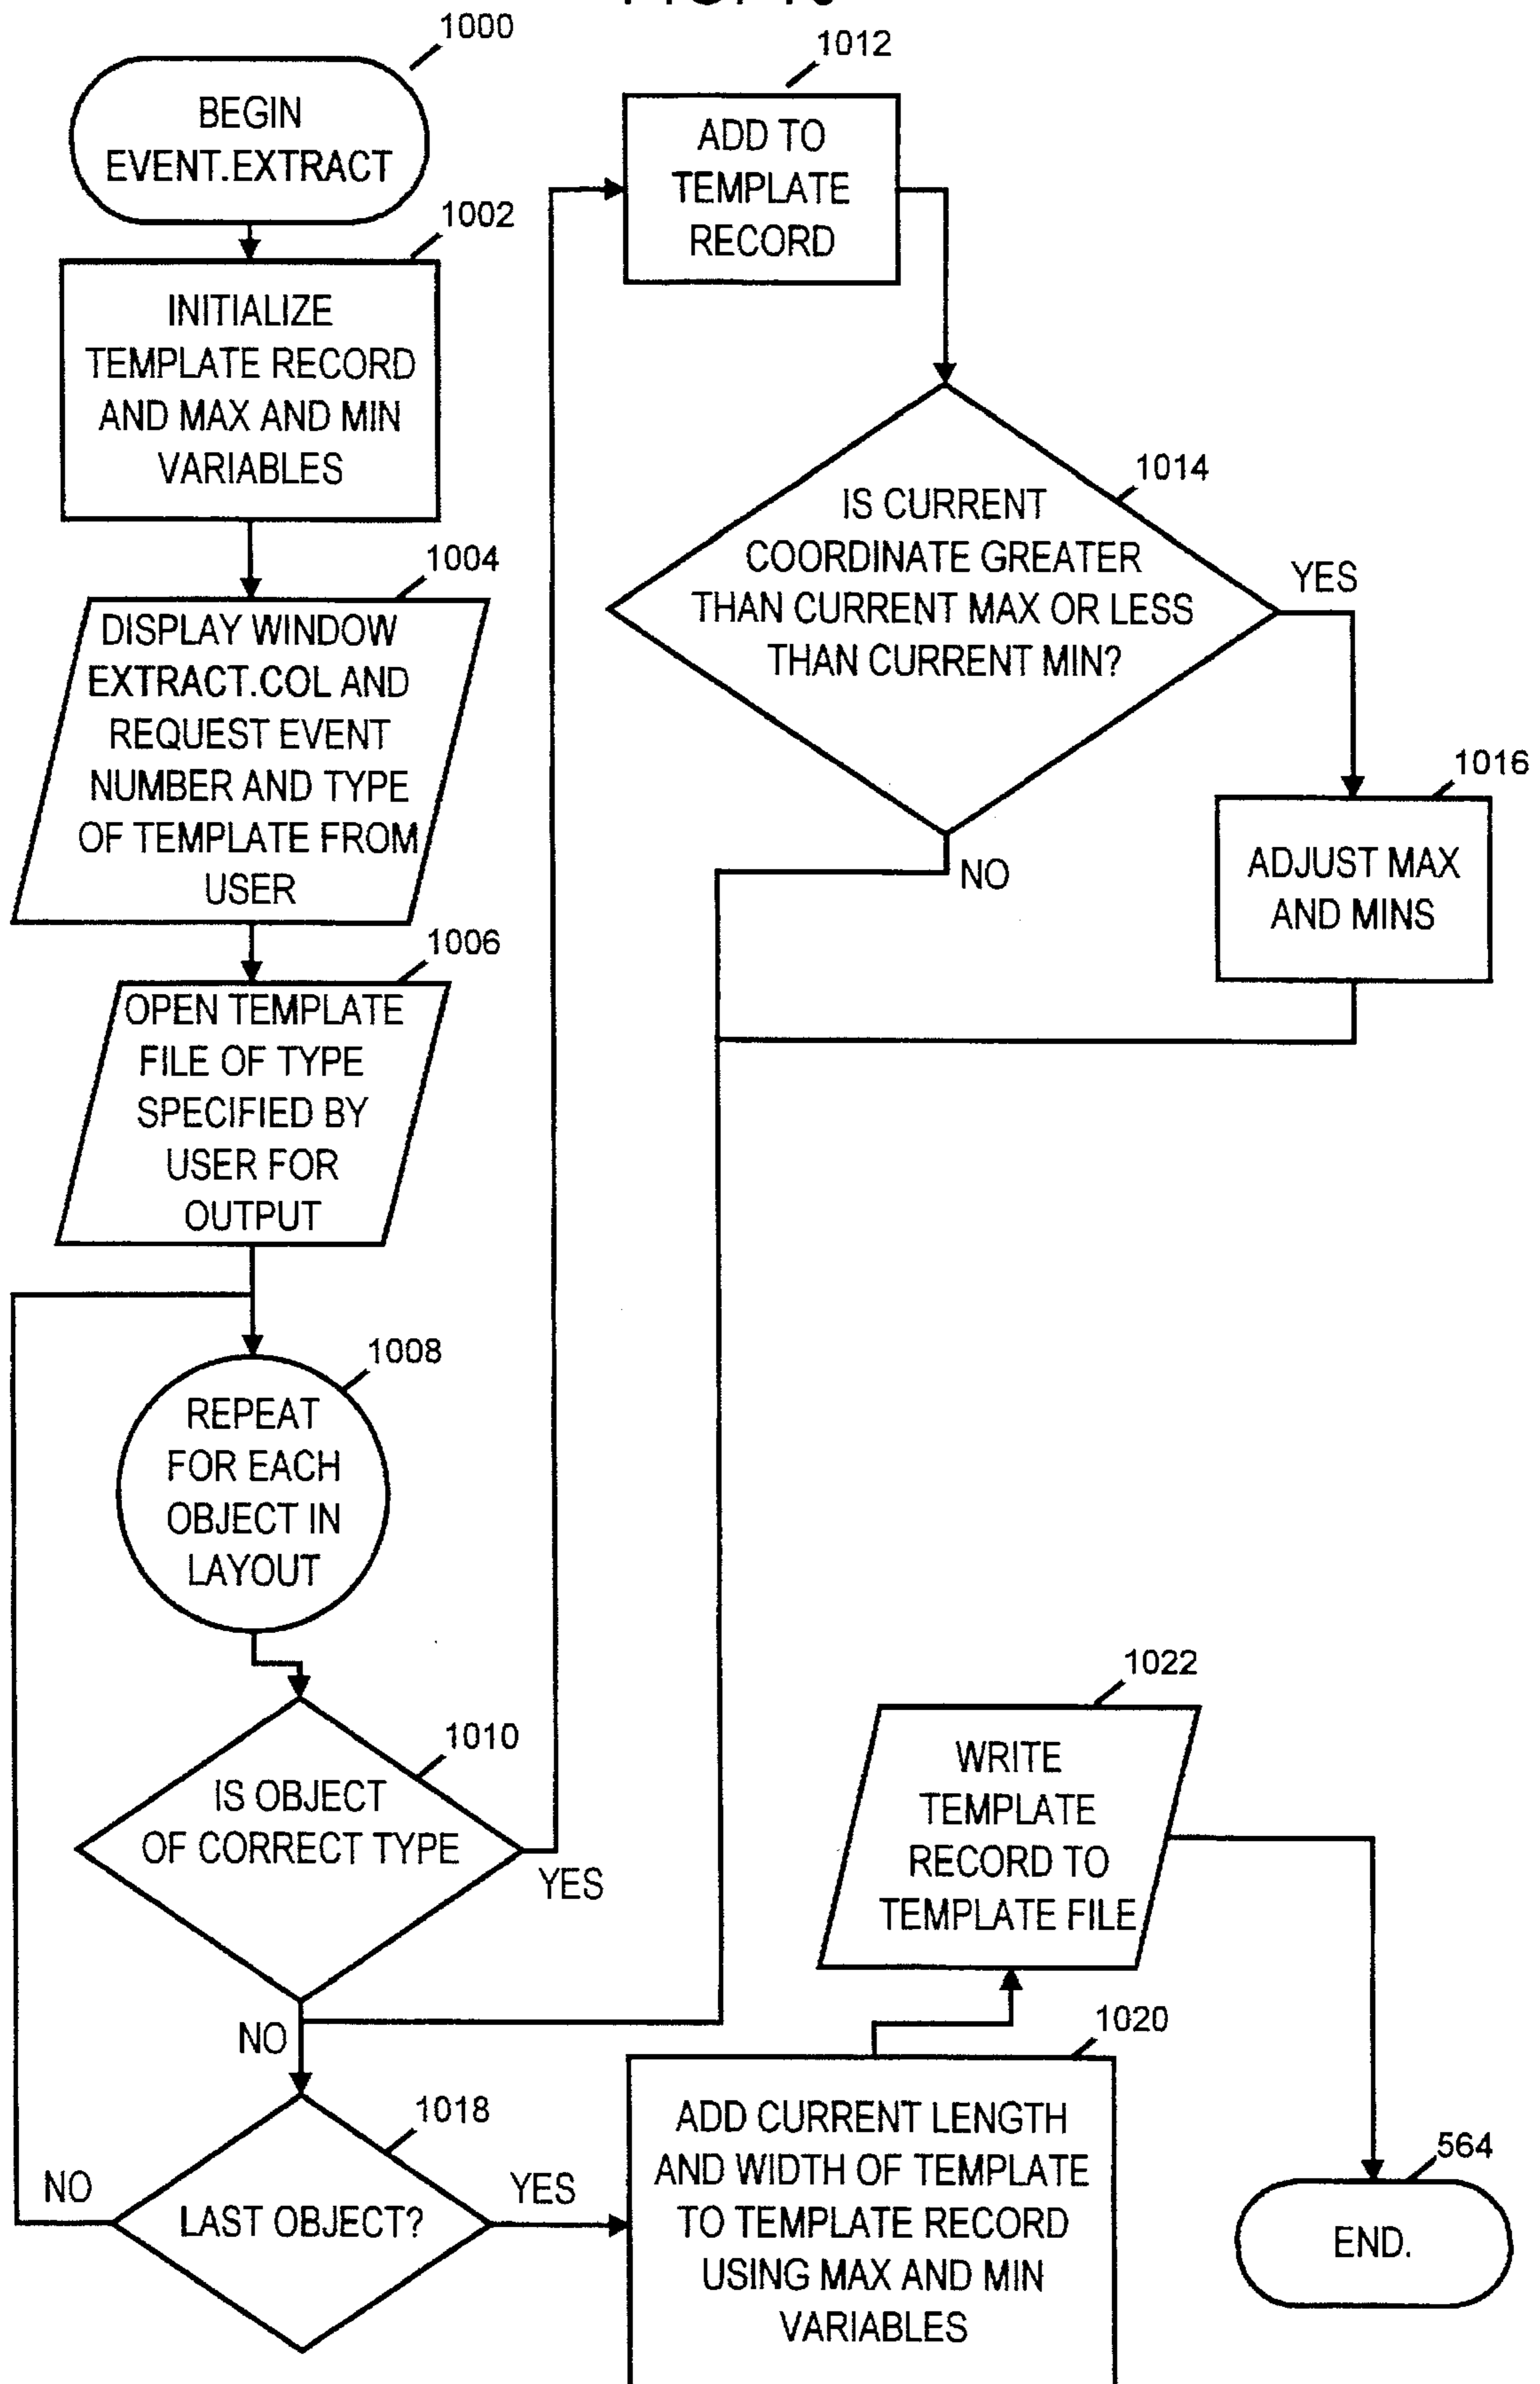 1000
BEGIN
EVENT.EXTRACT
1002
INITIALIZE
TEMPLATE RECORD
AND MAX AND MIN
VARIABLES
1004
DISPLAY WINDOW
EXTRACT.COL AND
REQUEST EVENT
NUMBER AND TYPE
OF TEMPLATE FROM
USER
1006
OPEN TEMPLATE
FILE OF TYPE
SPECIFIED BY
USER FOR
OUTPUT
1008
REPEAT
FOR EACH
OBJECT IN
LAYOUT
1010
IS OBJECT
OF CORRECT TYPE
YES
NO
1012
ADD TO
TEMPLATE
RECORD
1014
IS CURRENT
COORDINATE GREATER
THAN CURRENT MAX OR LESS
THAN CURRENT MIN?
YES
NO
1016
ADJUST MAX
AND MINS
1018
LAST OBJECT?
NO
YES
1020
ADD CURRENT LENGTH
AND WIDTH OF TEMPLATE
TO TEMPLATE RECORD
USING MAX AND MIN
VARIABLES
1022
WRITE
TEMPLATE
RECORD TO
TEMPLATE FILE
564
END.